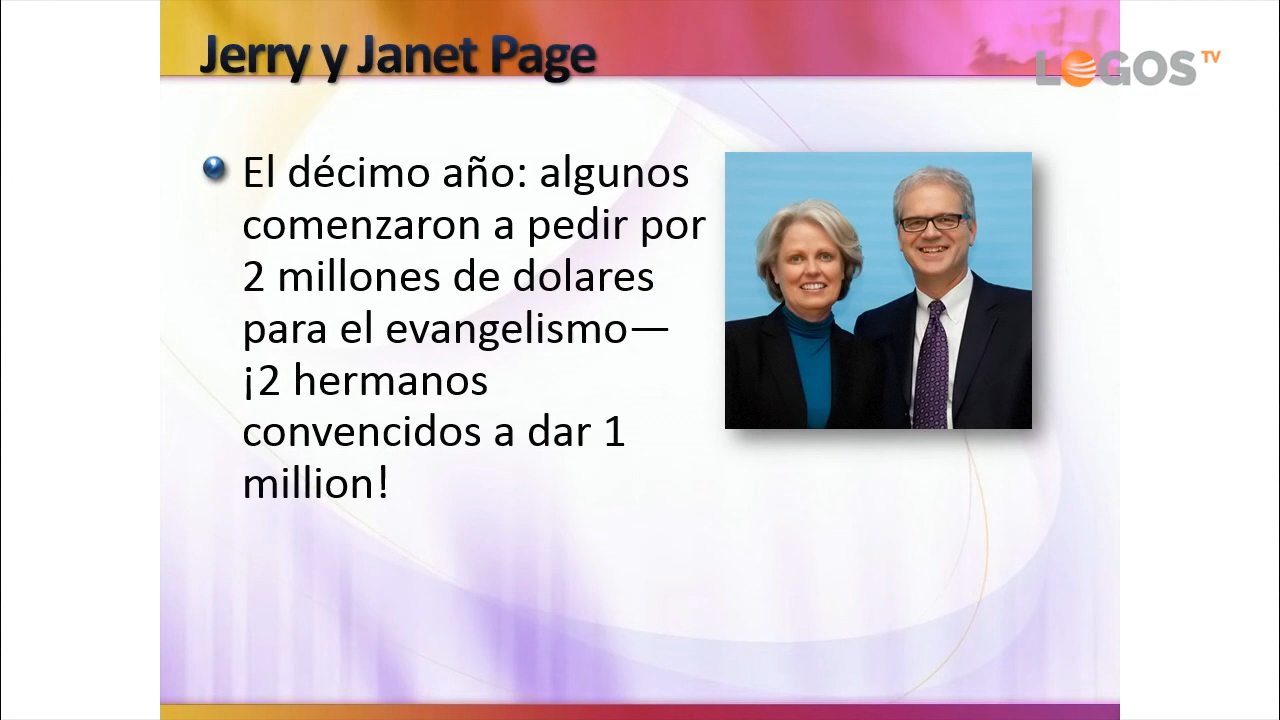 Jerry y Janet Page
LOGOS TV
El décimo año: algunos
comenzaron a pedir por
2 millones de dolares
para el evangelismo—
¡2 hermanos
convencidos a dar 1
million!